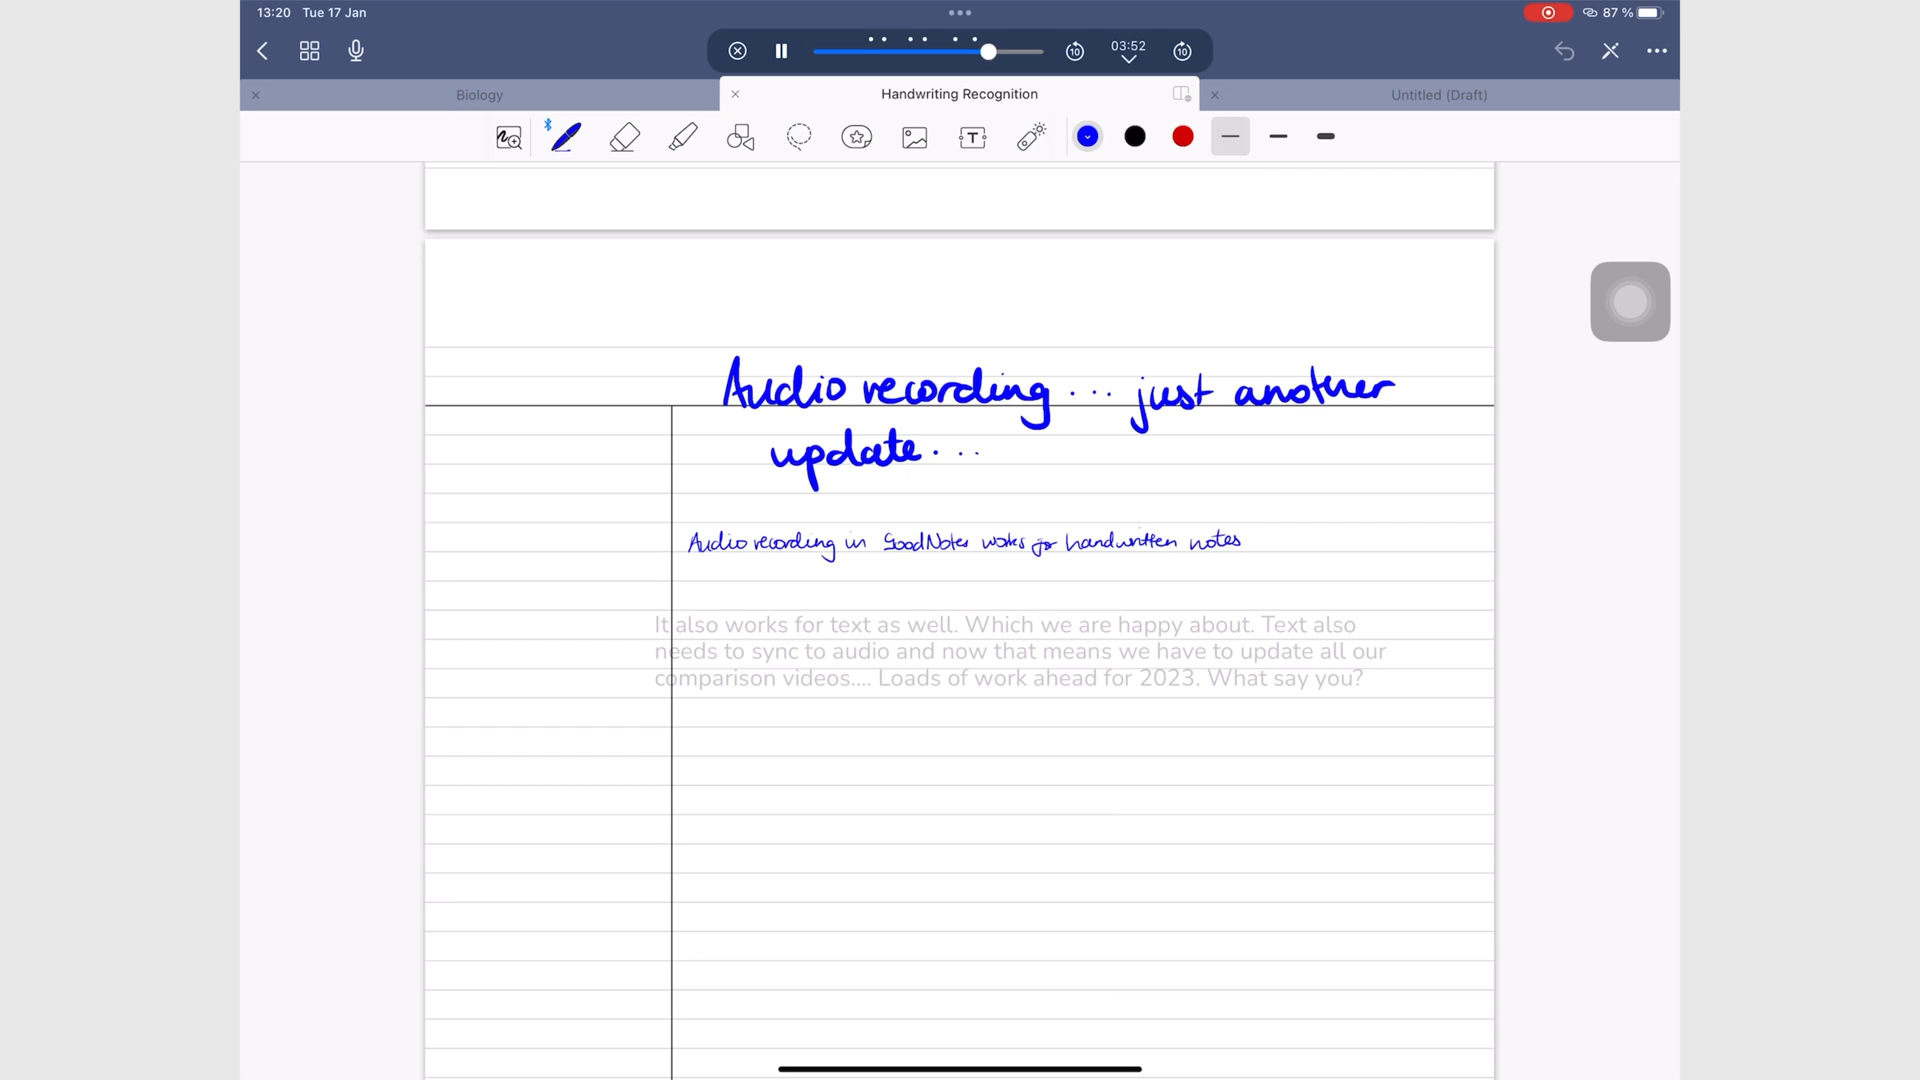 13:20 Tue 17 Jan
87 %
10 03:52 10
Biology
Handwriting Recognition
Untitled (Draft)
T
Audio recording... just another
update...
Audio recording in GoodNotes works for handwritten notes
It also works for text as well. Which we are happy about. Text also
needs to sync to audio and now that means we have to update all our
comparison videos.... Loads of work ahead for 2023. What say you?